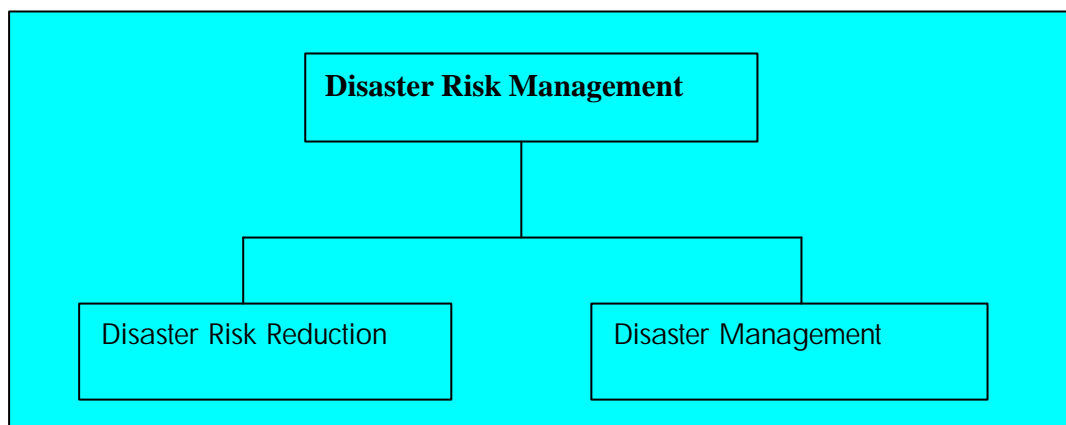 Disaster Risk Management
Disaster Risk Reduction
Disaster Management